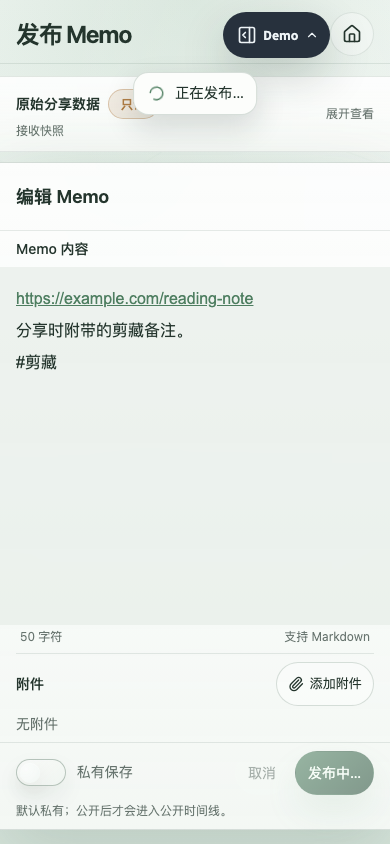 发布 Memo
Demo
正在发布...
原始分享数据
只
展开查看
接收快照
编辑 Memo
Memo 内容
https://example.com/reading-note
分享时附带的剪藏备注。
#剪藏
50 字符
支持 Markdown
附件
添加附件
无附件
私有保存
取消
发布中...
默认私有；公开后才会进入公开时间线。